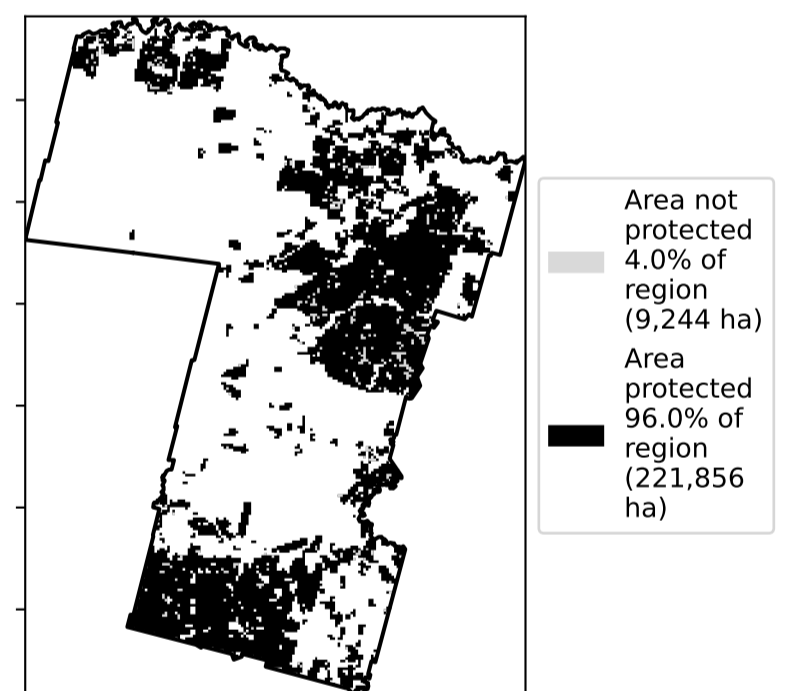 Area not
protected
4.0% of
region
(9,244 ha)
Area
protected
96.0% of
region
(221,856
ha)